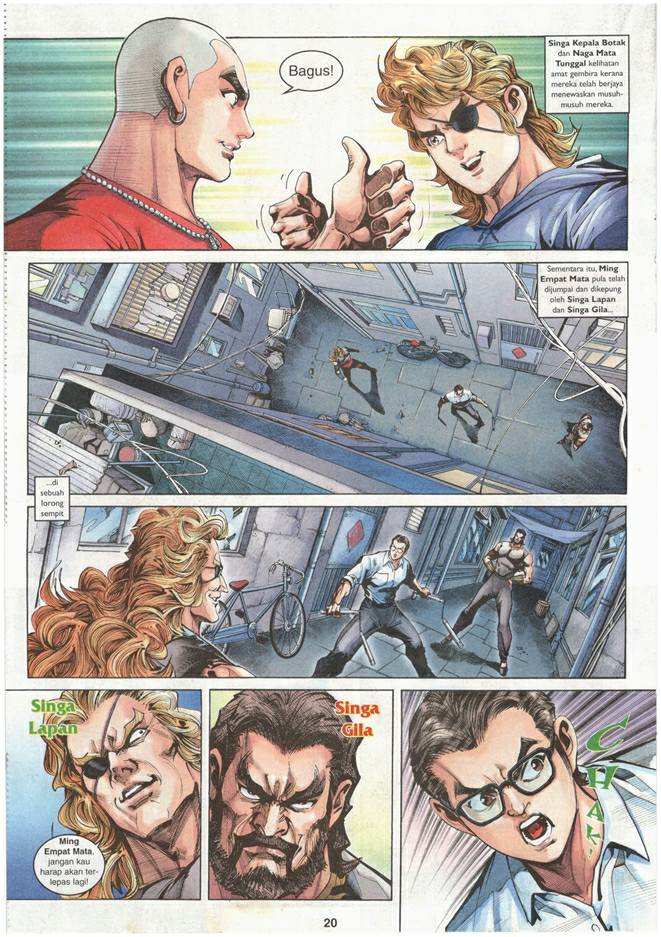 Singa Kepala Botak
dan Naga Mata
Tunggal kelihatan
amat gembira kerana
mereka telah berjaya
menewaskan musuh-
musuh mereka.
Bagus!
Sementara itu, Ming
Empat Mata pula telah
dijumpai dan dikepung
oleh Singa Lapan
dan Singa Gila...
...di
sebuah
lorong
sempit
Singa
Lapan
Ming
Empat Mata,
jangan kau
harap akan ter-
lepas lagi!
Singa
Gila
CHAK!
20